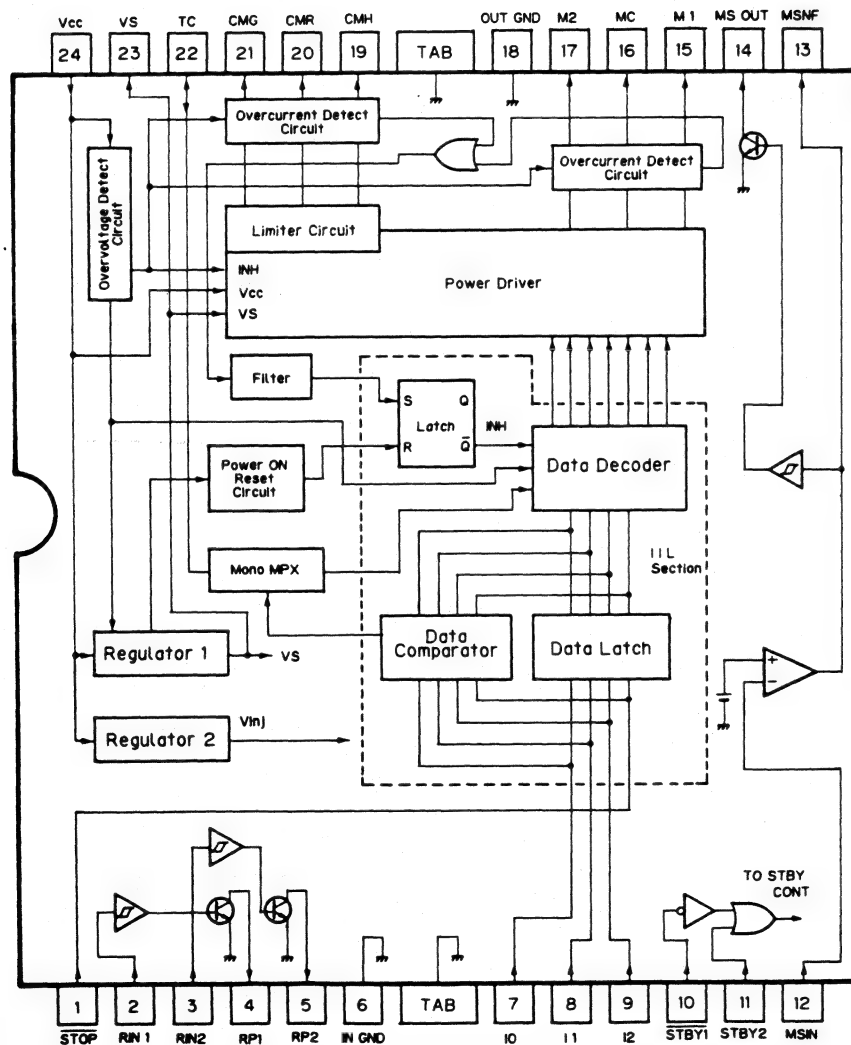 Vcc VS TC CMG CMR CMH OUT GND M2 MC M1 MS OUT MSNF
24 23 22 21 20 19 TAB 18 17 16 15 14 13
Overcurrent Detect
Circuit
Overcurrent Detect
Circuit
Overvoltage Detect
Circuit
Limiter Circuit
INH
Vcc
VS
Power Driver
Filter
S Q
Latch
R Q̅
INH
Power ON
Reset
Circuit
Data Decoder
Mono MPX
IIL
Section
Data
Comparator
Data Latch
Regulator 1
VS
+
−
Regulator 2
Vinj
TO STBY
CONT
1 2 3 4 5 6 TAB 7 8 9 10 11 12
S̅T̅O̅P̅ RIN1 RIN2 RP1 RP2 IN GND I0 I1 I2 S̅T̅B̅Y̅1̅ STBY2 MSIN